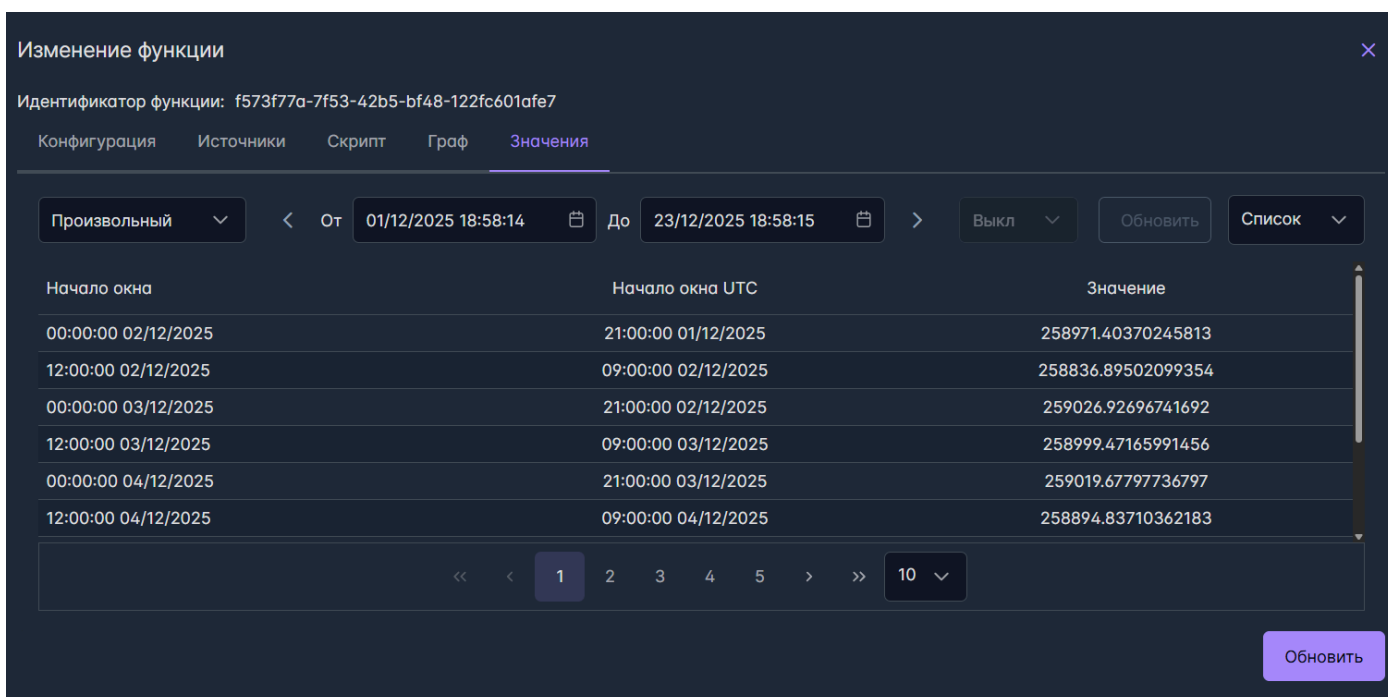 Изменение функции
Идентификатор функции: f573f77a-7f53-42b5-bf48-122fc601afe7
Конфигурация Источники Скрипт Граф Значения
Произвольный От 01/12/2025 18:58:14 До 23/12/2025 18:58:15 Выкл Обновить Список
Начало окна Начало окна UTC Значение
00:00:00 02/12/2025 21:00:00 01/12/2025 258971.40370245813
12:00:00 02/12/2025 09:00:00 02/12/2025 258836.89502099354
00:00:00 03/12/2025 21:00:00 02/12/2025 259026.92696741692
12:00:00 03/12/2025 09:00:00 03/12/2025 258999.47165991456
00:00:00 04/12/2025 21:00:00 03/12/2025 259019.67797736797
12:00:00 04/12/2025 09:00:00 04/12/2025 258894.83710362183
« ‹ 1 2 3 4 5 › » 10
Обновить